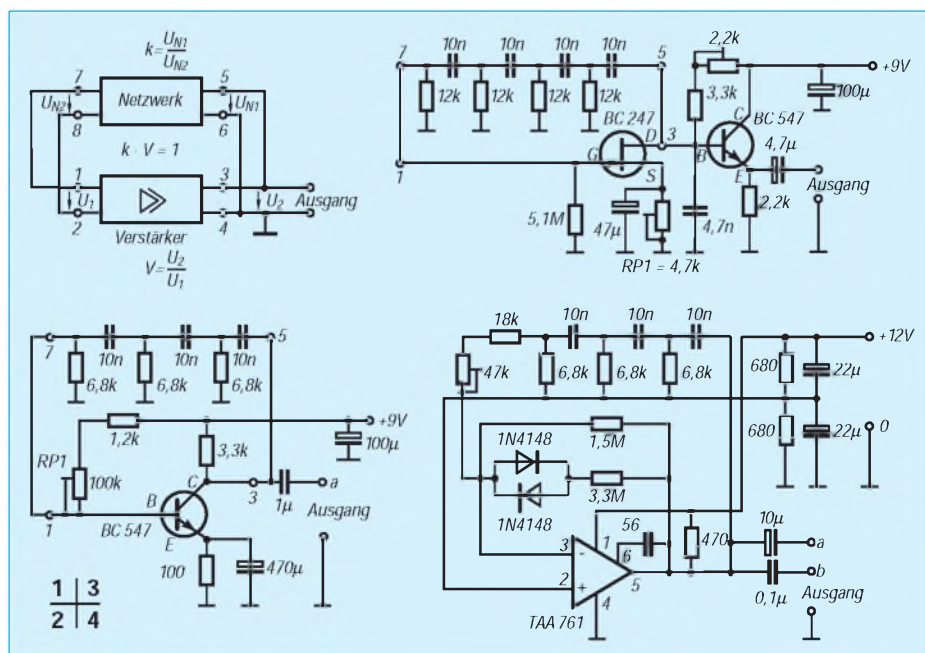 k = U_N1 / U_N2
7
5
U_N2
Netzwerk
U_N1
8
6
k · V = 1
1
3
U_1
U_2
Ausgang
2
4
Verstärker
V = U_2 / U_1
7
10n
10n
10n
10n
5
2,2k
+9V
12k
12k
12k
12k
3,3k
100µ
BC 247
D
3
C
BC 547
G
B
4,7µ
1
S
E
Ausgang
5,1M
47µ
4,7n
2,2k
RP1 = 4,7k
7
10n
10n
10n
5
6,8k
6,8k
6,8k
1,2k
+9V
100µ
RP1
3,3k
100k
C
3
a
B
1µ
1
BC 547
Ausgang
E
100
470µ
1 3
2 4
18k
10n
10n
10n
+12V
47k
6,8k
6,8k
6,8k
680
22µ
1,5M
680
22µ
0
1N4148
3,3M
1N4148
56
10µ
1
470
a
3
-
6
2
+
5
b
4
0,1µ
Ausgang
TAA 761